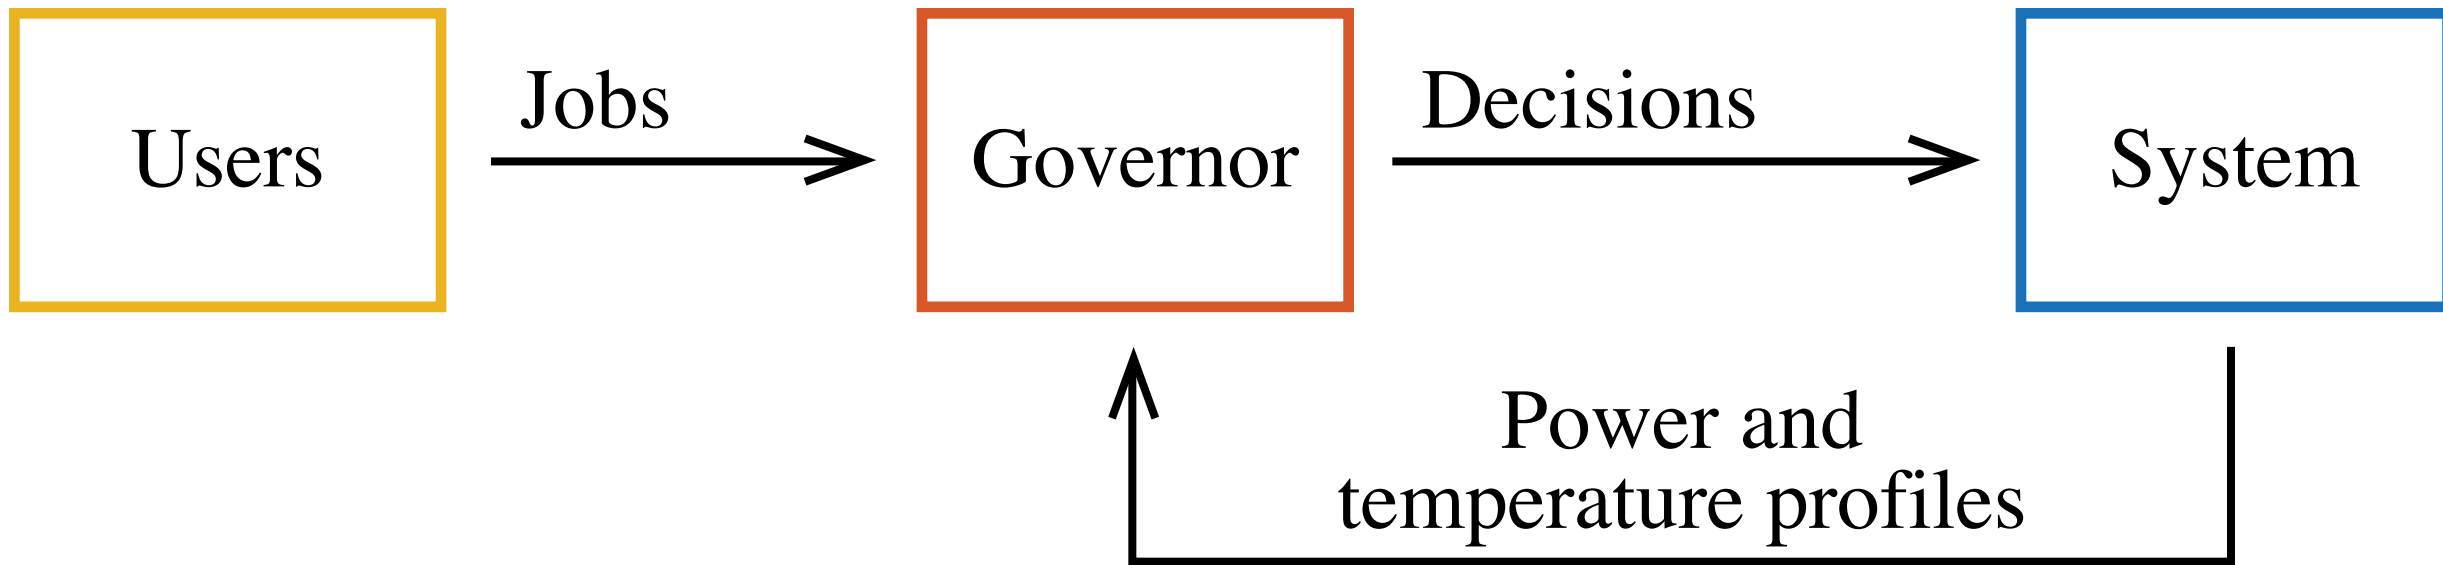 Users
Jobs
Governor
Decisions
System
Power and
temperature profiles